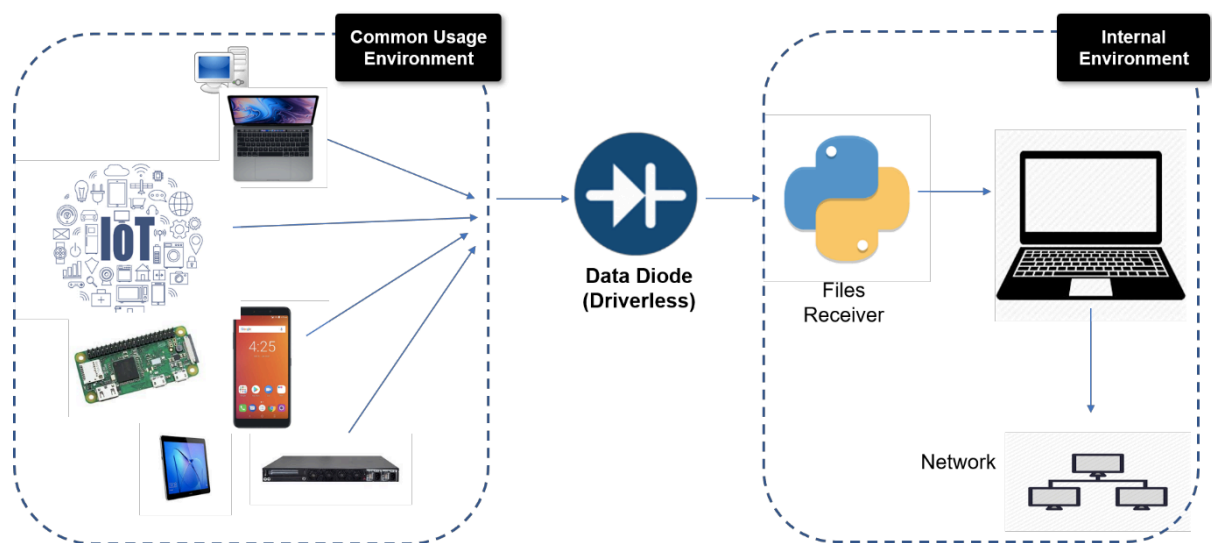 Common Usage
Environment
Internal
Environment
IoT
4:25
Data Diode
(Driverless)
Files
Receiver
Network